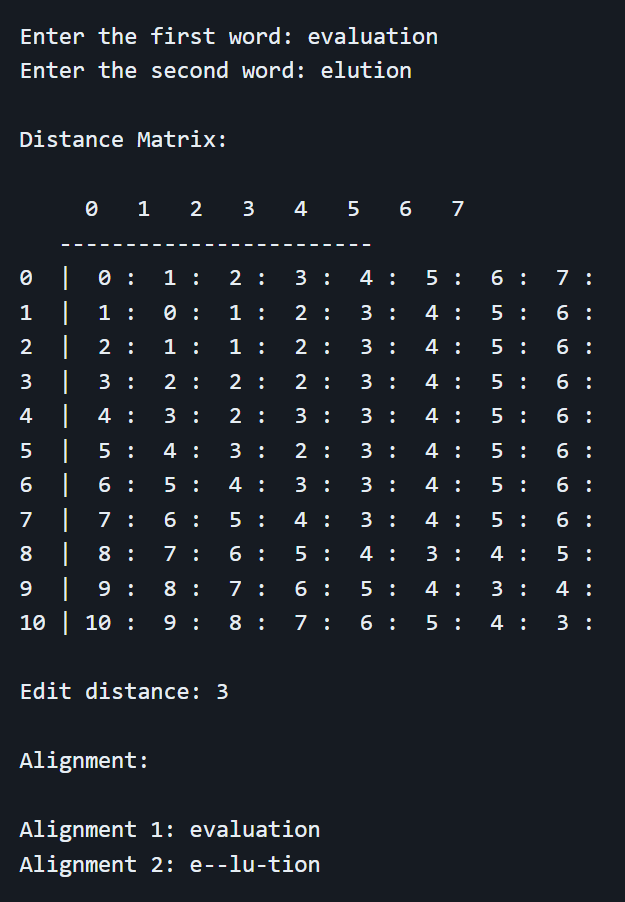 Enter the first word: evaluation
Enter the second word: elution
Distance Matrix:
0 1 2 3 4 5 6 7
------------------------
0 | 0 : 1 : 2 : 3 : 4 : 5 : 6 : 7 :
1 | 1 : 0 : 1 : 2 : 3 : 4 : 5 : 6 :
2 | 2 : 1 : 1 : 2 : 3 : 4 : 5 : 6 :
3 | 3 : 2 : 2 : 2 : 3 : 4 : 5 : 6 :
4 | 4 : 3 : 2 : 3 : 3 : 4 : 5 : 6 :
5 | 5 : 4 : 3 : 2 : 3 : 4 : 5 : 6 :
6 | 6 : 5 : 4 : 3 : 3 : 4 : 5 : 6 :
7 | 7 : 6 : 5 : 4 : 3 : 4 : 5 : 6 :
8 | 8 : 7 : 6 : 5 : 4 : 3 : 4 : 5 :
9 | 9 : 8 : 7 : 6 : 5 : 4 : 3 : 4 :
10 | 10 : 9 : 8 : 7 : 6 : 5 : 4 : 3 :
Edit distance: 3
Alignment:
Alignment 1: evaluation
Alignment 2: e--lu-tion